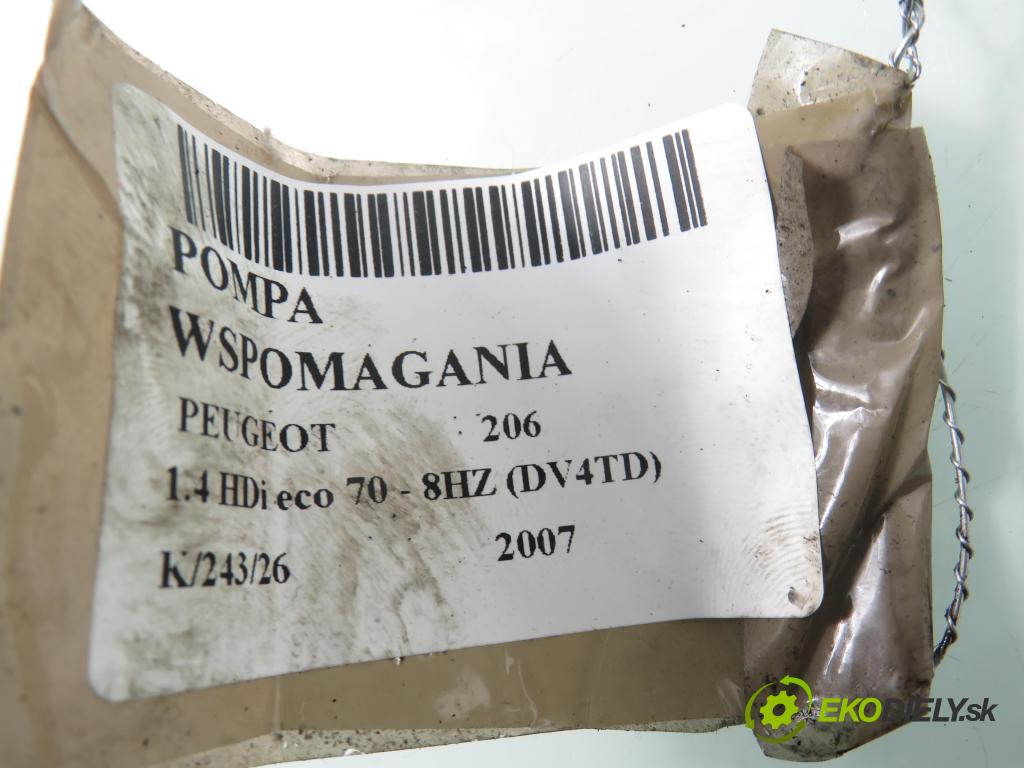 POMPA
WSPOMAGANIA
PEUGEOT 206
1.4 HDi eco 70 - 8HZ (DV4TD)
K/243/26 2007
EKODIELY.sk